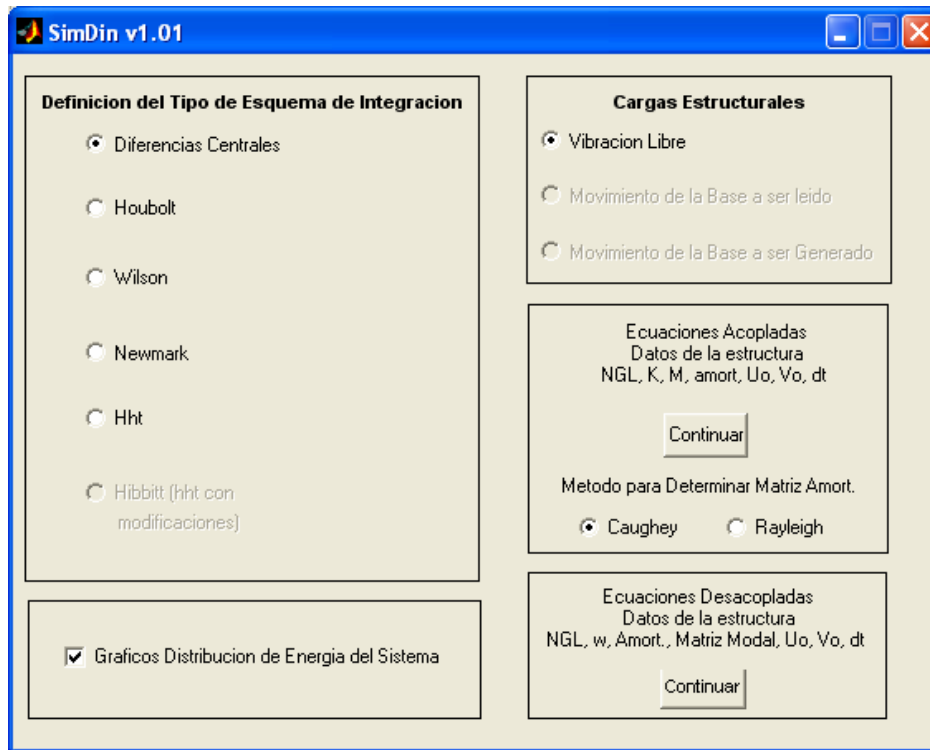 SimDin v1.01
Definicion del Tipo de Esquema de Integracion
Diferencias Centrales
Houbolt
Wilson
Newmark
Hht
Hibbitt (hht con
modificaciones)
Graficos Distribucion de Energia del Sistema
Cargas Estructurales
Vibracion Libre
Movimiento de la Base a ser leido
Movimiento de la Base a ser Generado
Ecuaciones Acopladas
Datos de la estructura
NGL, K, M, amort, Uo, Vo, dt
Continuar
Metodo para Determinar Matriz Amort.
Caughey
Rayleigh
Ecuaciones Desacopladas
Datos de la estructura
NGL, w, Amort., Matriz Modal, Uo, Vo, dt
Continuar